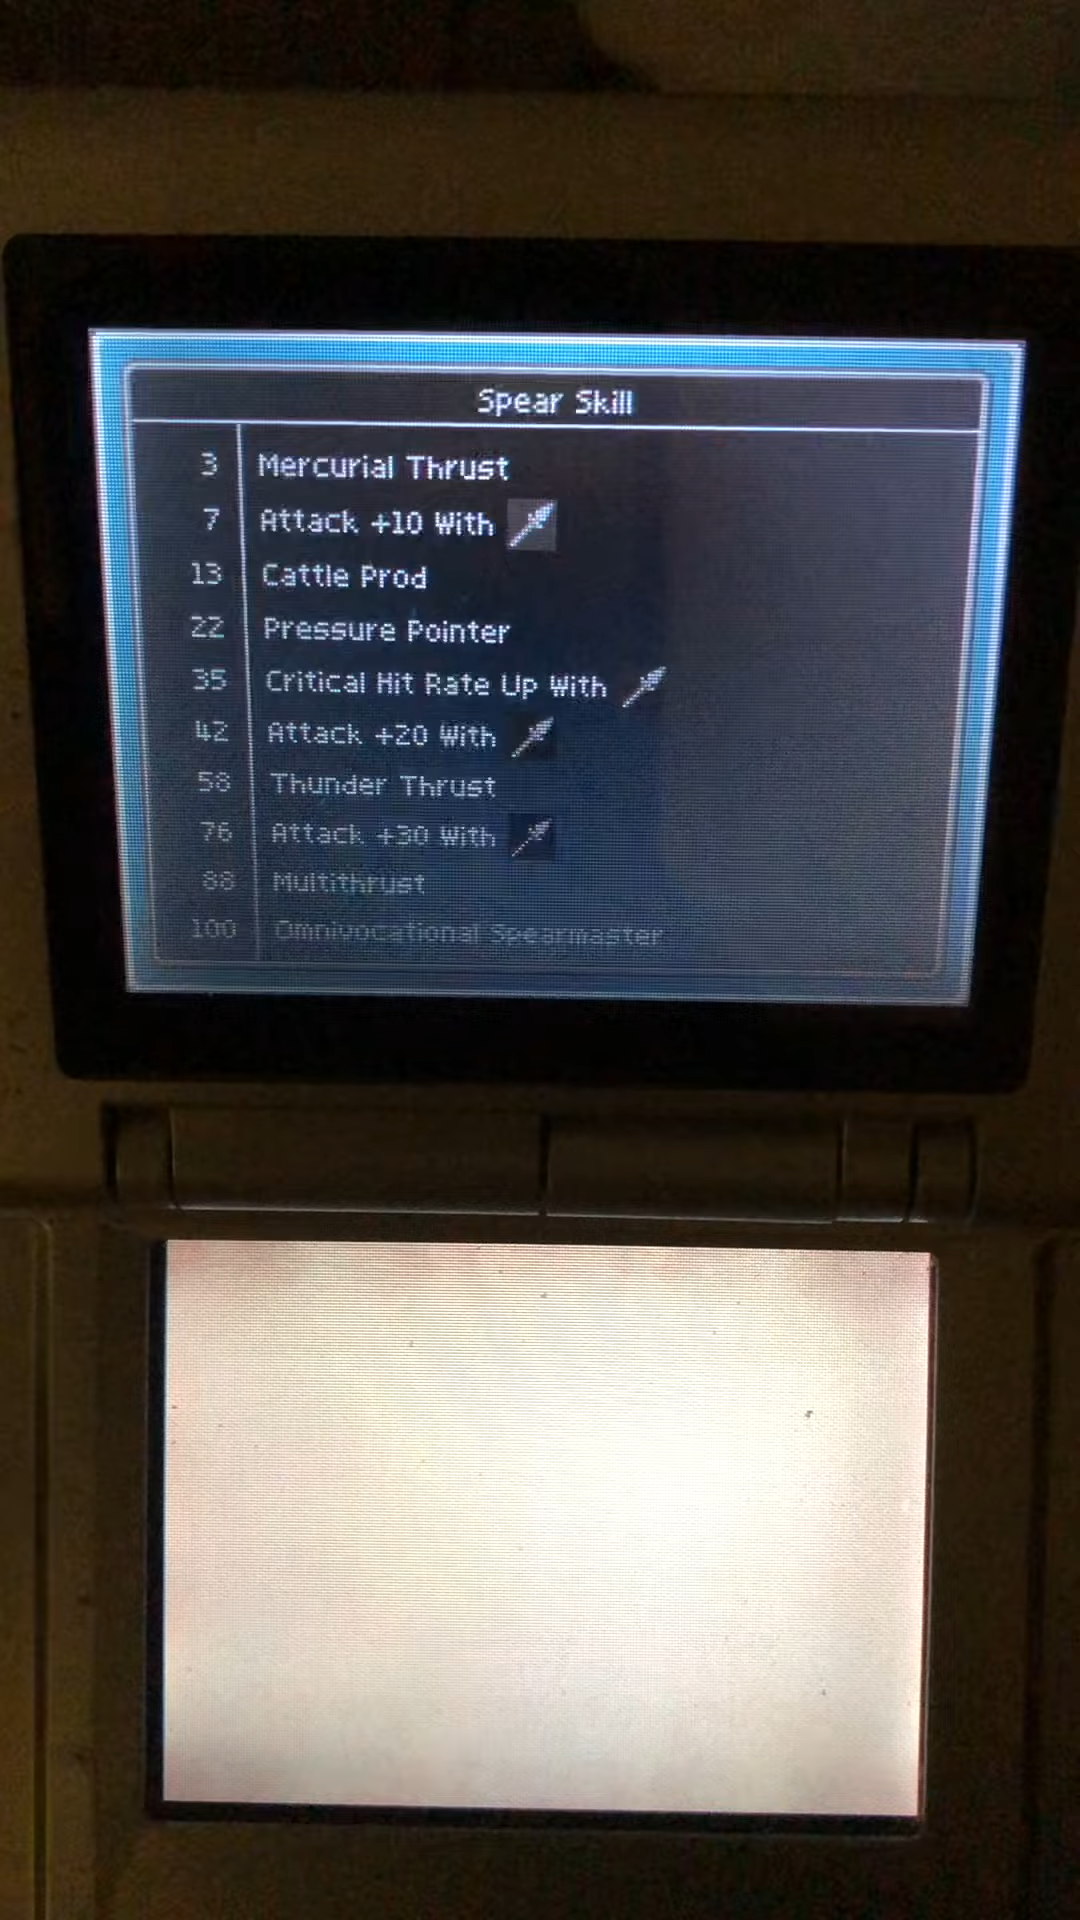 Spear Skill
3 Mercurial Thrust
7 Attack +10 With
13 Cattle Prod
22 Pressure Pointer
35 Critical Hit Rate Up With
42 Attack +20 With
58 Thunder Thrust
76 Attack +30 With
88 Multithrust
100 Omnivocational Spearmaster